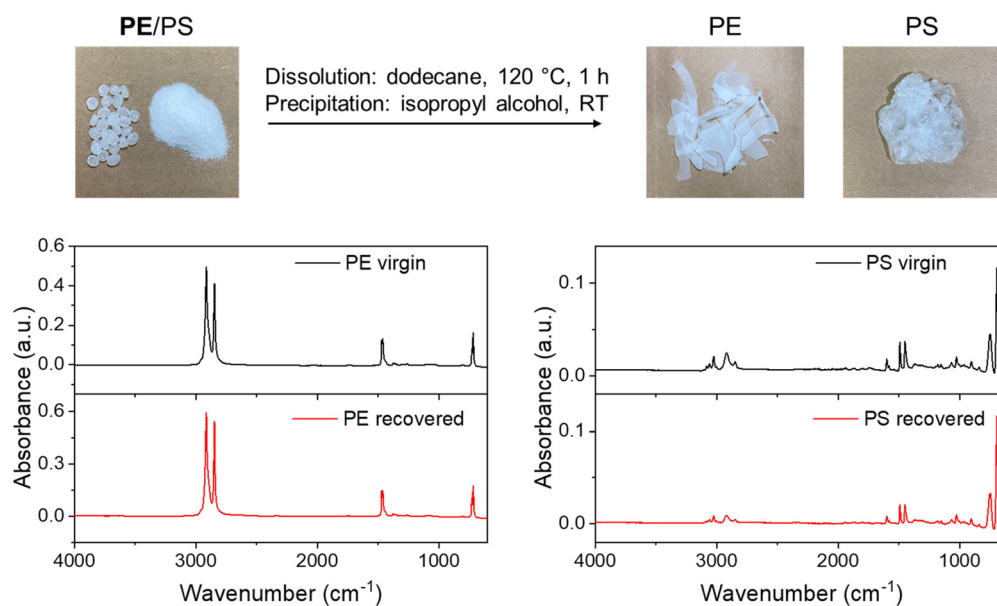 PE/PS
PE
PS
Dissolution: dodecane, 120 °C, 1 h
Precipitation: isopropyl alcohol, RT
0.6
0.4
0.2
0.0
PE virgin
0.6
0.3
0.0
PE recovered
Absorbance (a.u.)
4000
3000
2000
1000
Wavenumber (cm⁻¹)
0.1
0.0
PS virgin
0.1
0.0
PS recovered
Absorbance (a.u.)
4000
3000
2000
1000
Wavenumber (cm⁻¹)